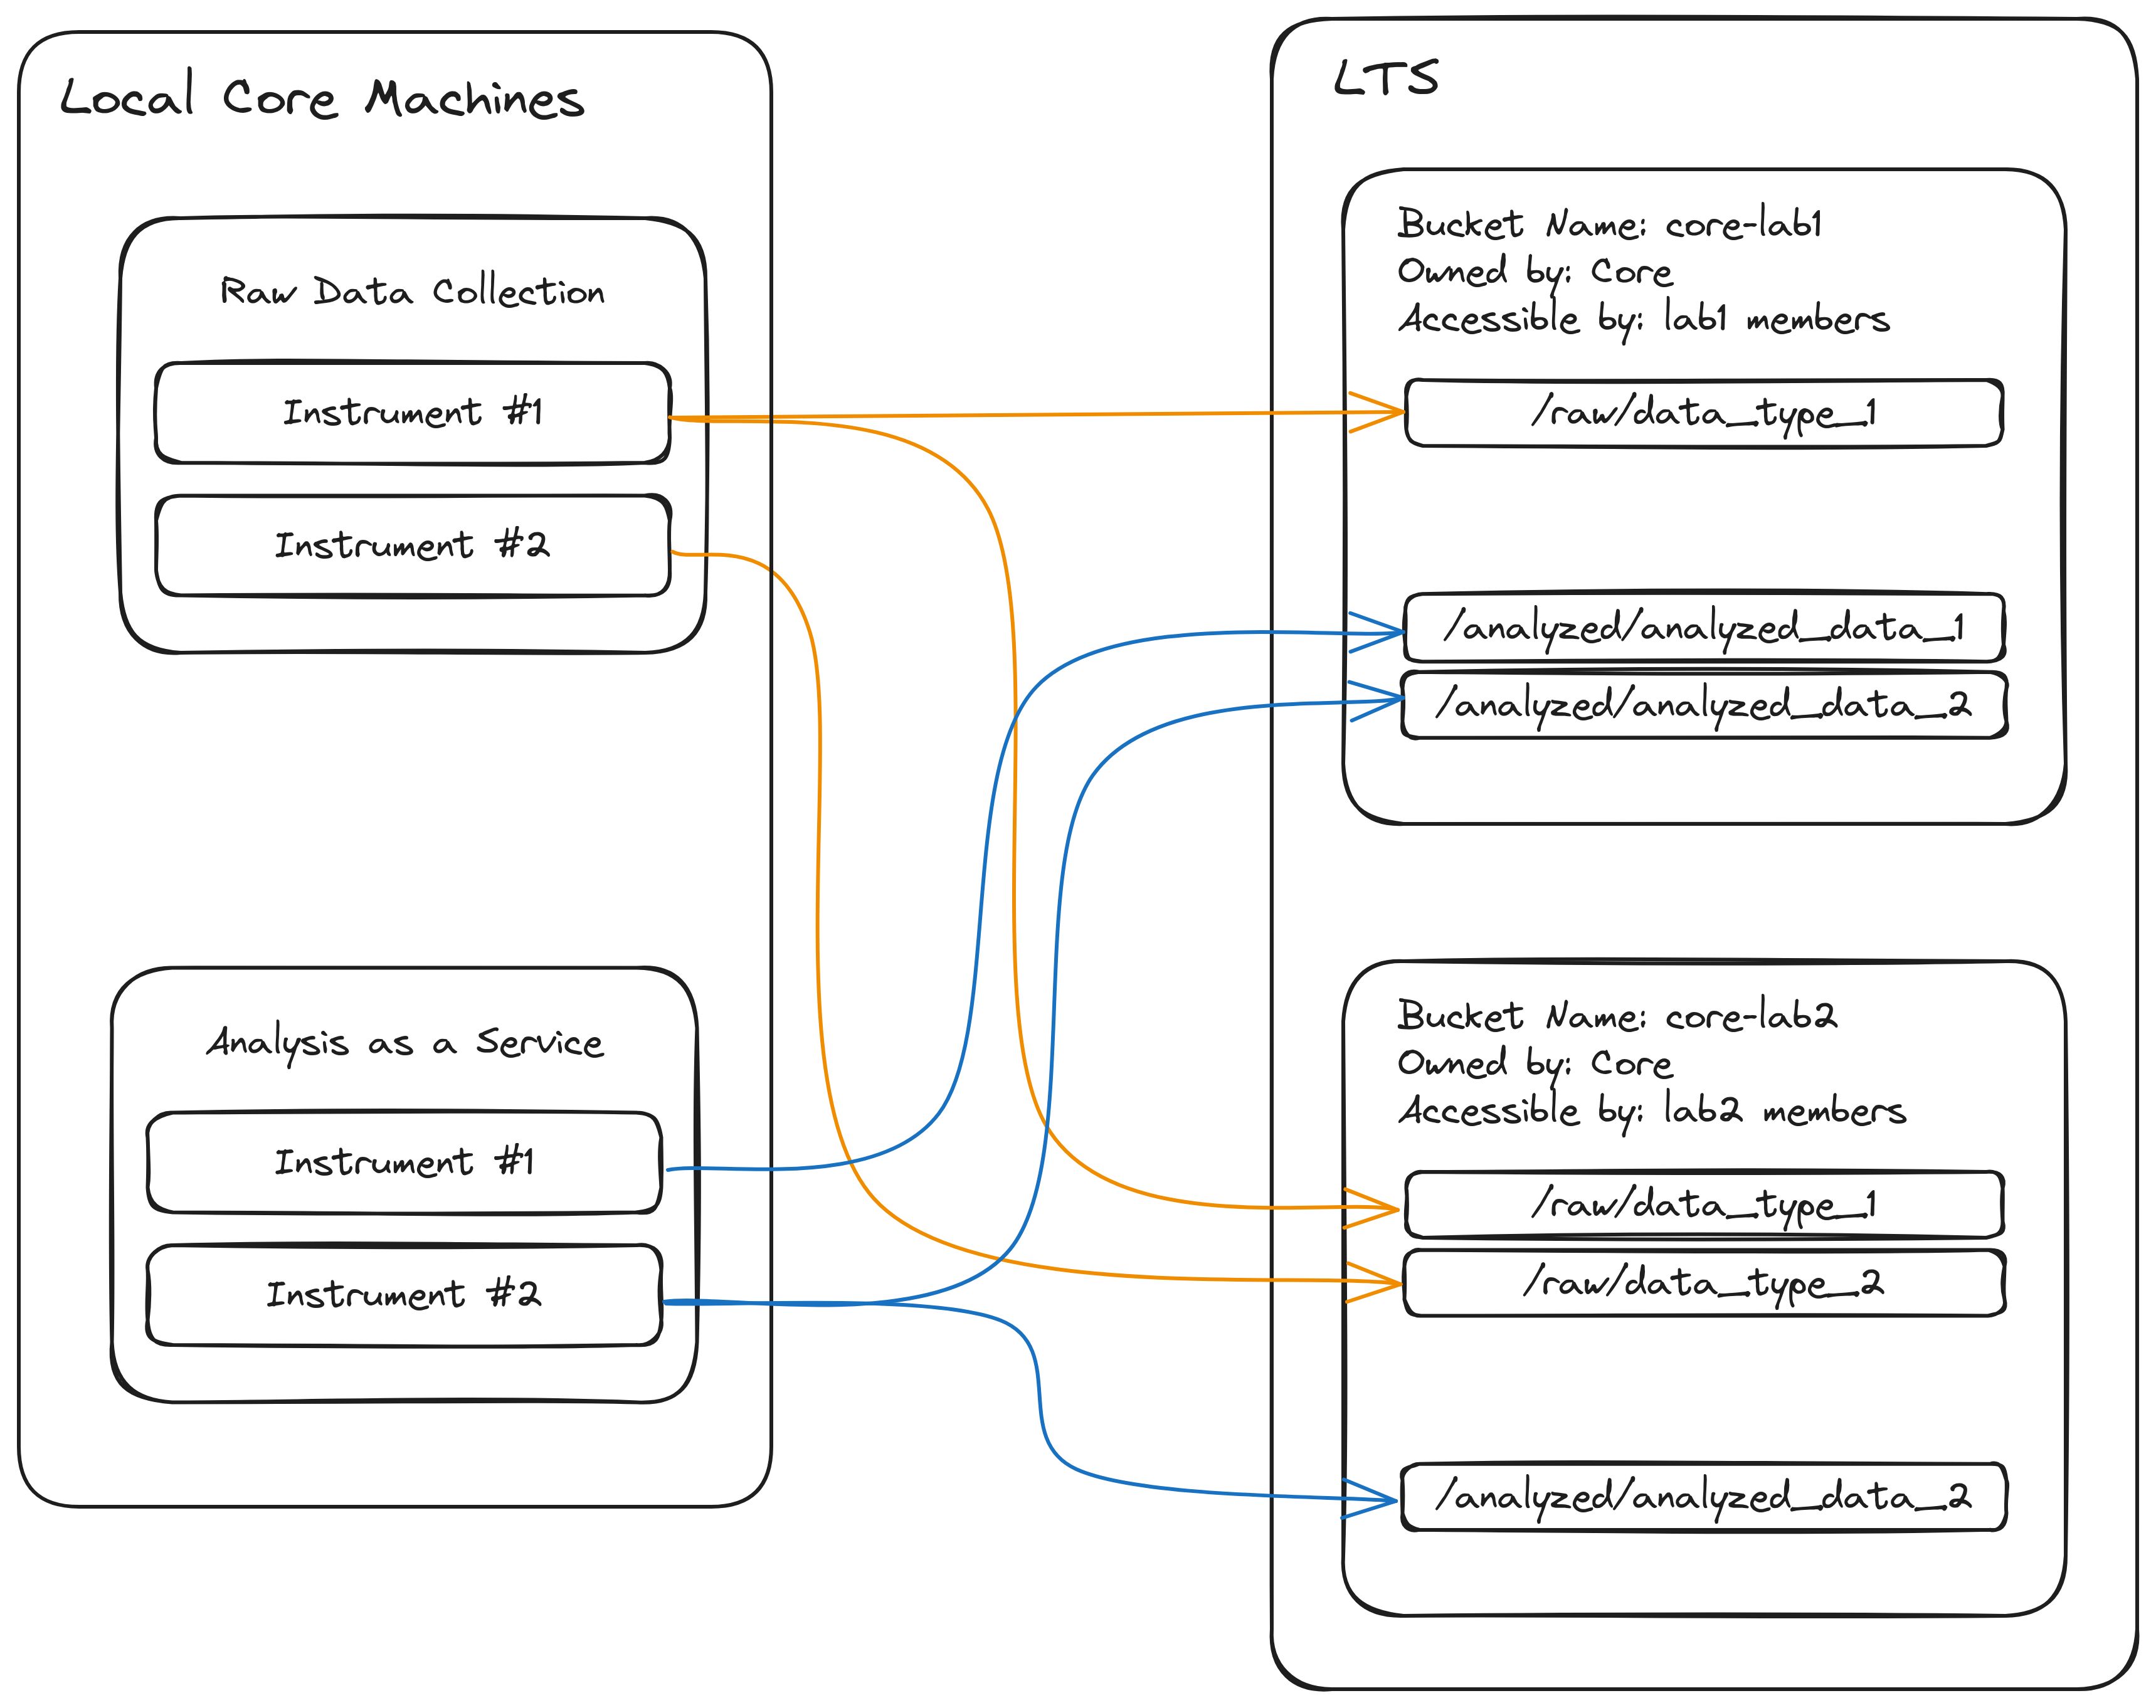 Local Core Machines
Raw Data Collection
Instrument #1
Instrument #2
Analysis as a Service
Instrument #1
Instrument #2
LTS
Bucket Name: core-lab1
Owned by: Core
Accessible by: lab1 members
/raw/data_type_1
/analyzed/analyzed_data_1
/analyzed/analyzed_data_2
Bucket Name: core-lab2
Owned by: Core
Accessible by: lab2 members
/raw/data_type_1
/raw/data_type_2
/analyzed/analyzed_data_2